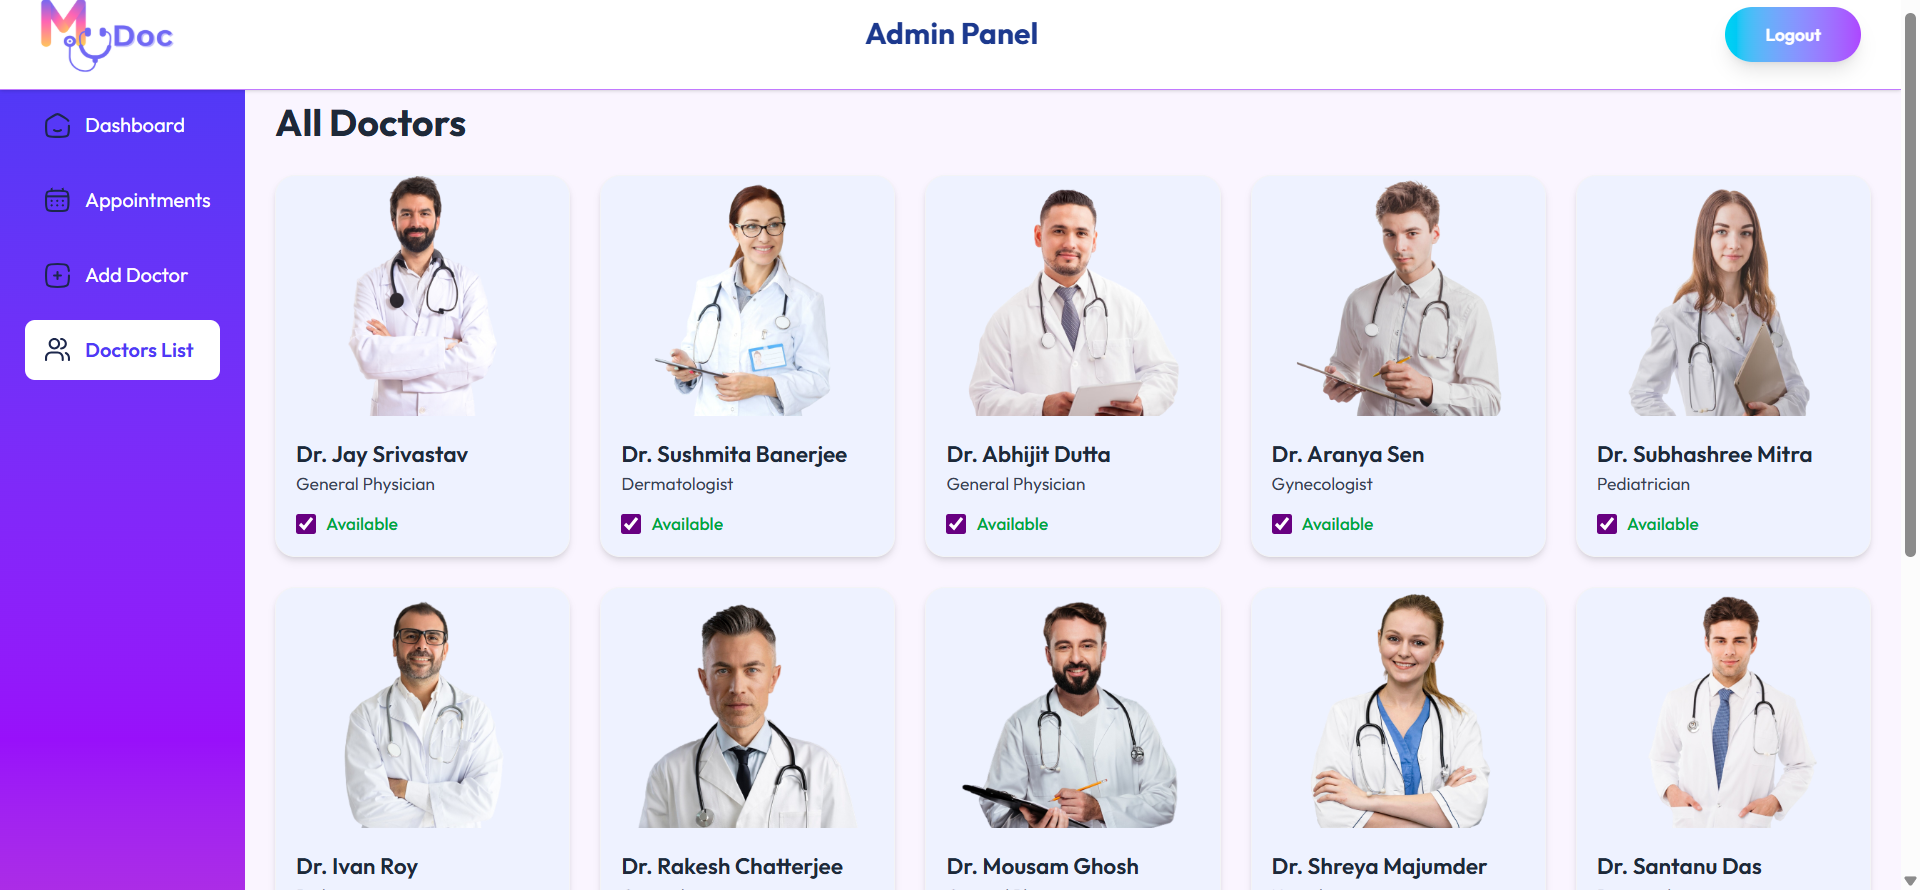 MyDoc
Admin Panel
Logout
Dashboard
Appointments
Add Doctor
Doctors List
All Doctors
Dr. Jay Srivastav
General Physician
Available
Dr. Sushmita Banerjee
Dermatologist
Available
Dr. Abhijit Dutta
General Physician
Available
Dr. Aranya Sen
Gynecologist
Available
Dr. Subhashree Mitra
Pediatrician
Available
Dr. Ivan Roy
Dr. Rakesh Chatterjee
Dr. Mousam Ghosh
Dr. Shreya Majumder
Dr. Santanu Das